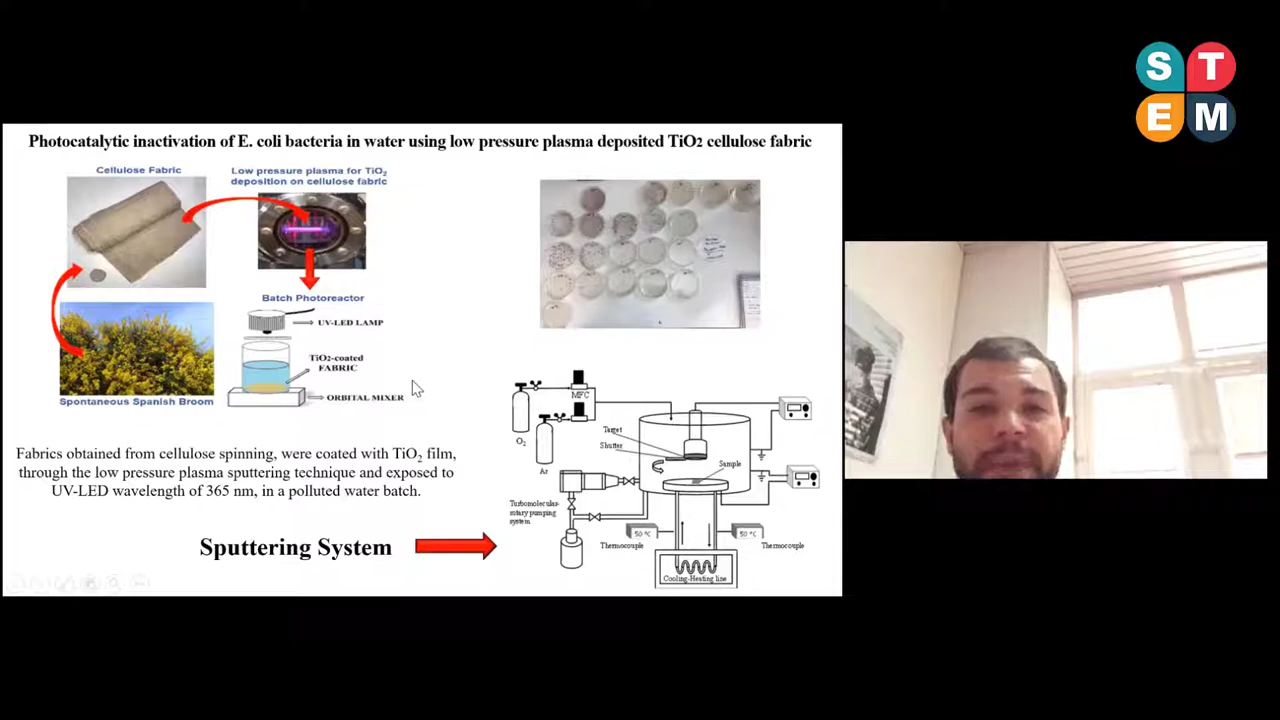 S T
E M
Photocatalytic inactivation of E. coli bacteria in water using low pressure plasma deposited TiO2 cellulose fabric
Cellulose Fabric
Low pressure plasma for TiO2
deposition on cellulose fabric
Batch Photoreactor
UV-LED LAMP
TiO2-coated
FABRIC
ORBITAL MIXER
Spontaneous Spanish Broom
Fabrics obtained from cellulose spinning, were coated with TiO2 film,
through the low pressure plasma sputtering technique and exposed to
UV-LED wavelength of 365 nm, in a polluted water batch.
Sputtering System
MFC
O2
Ar
Target
Shutter
Sample
Turbomolecular-
rotary pumping
system
50 °C
50 °C
Thermocouple
Thermocouple
Cooling-Heating line